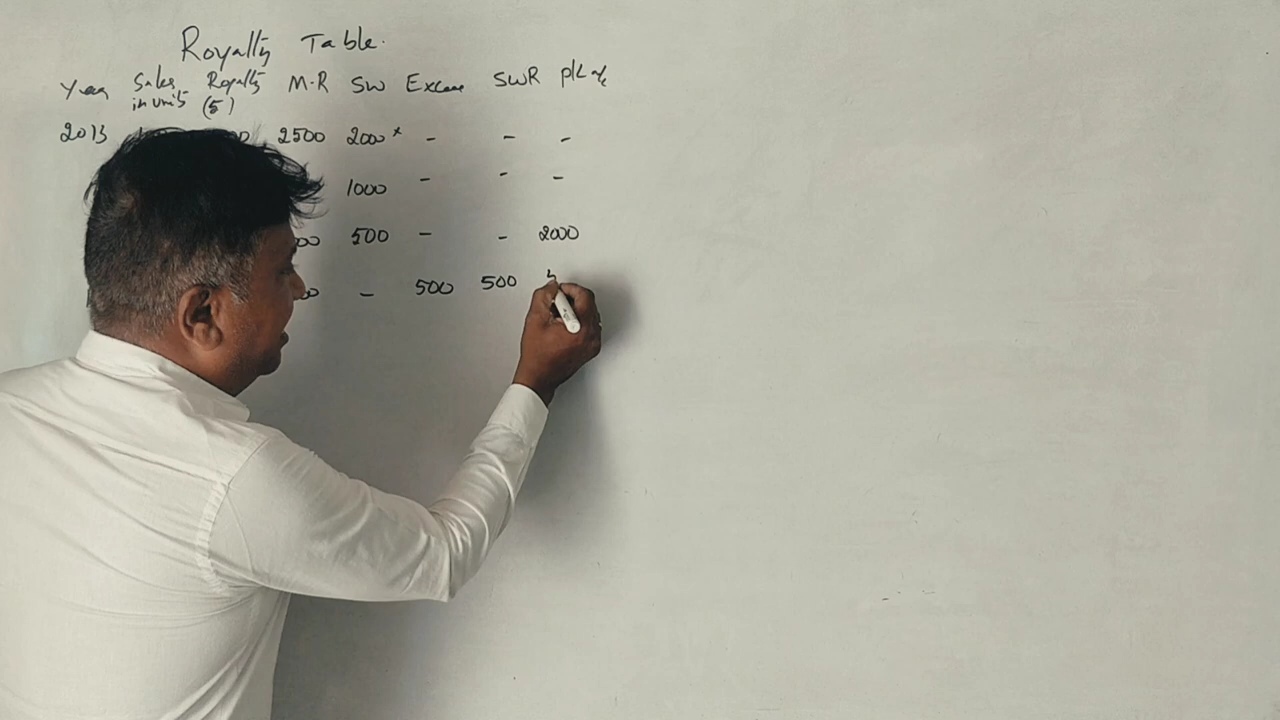 Royalty Table.
Year Sales in units Royalty (5) M.R SW Excess SWR P/L a/c
2013 2500 2000* - - -
1000 - - -
500 - - 2000
- 500 500